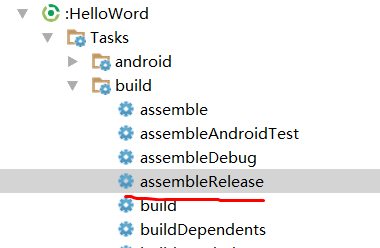 :HelloWord
Tasks
android
build
assemble
assembleAndroidTest
assembleDebug
assembleRelease
build
buildDependents